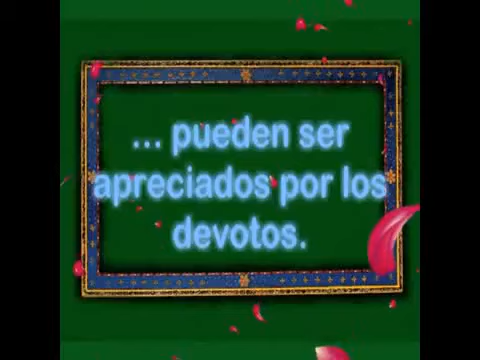 ... pueden ser
apreciados por los
devotos.